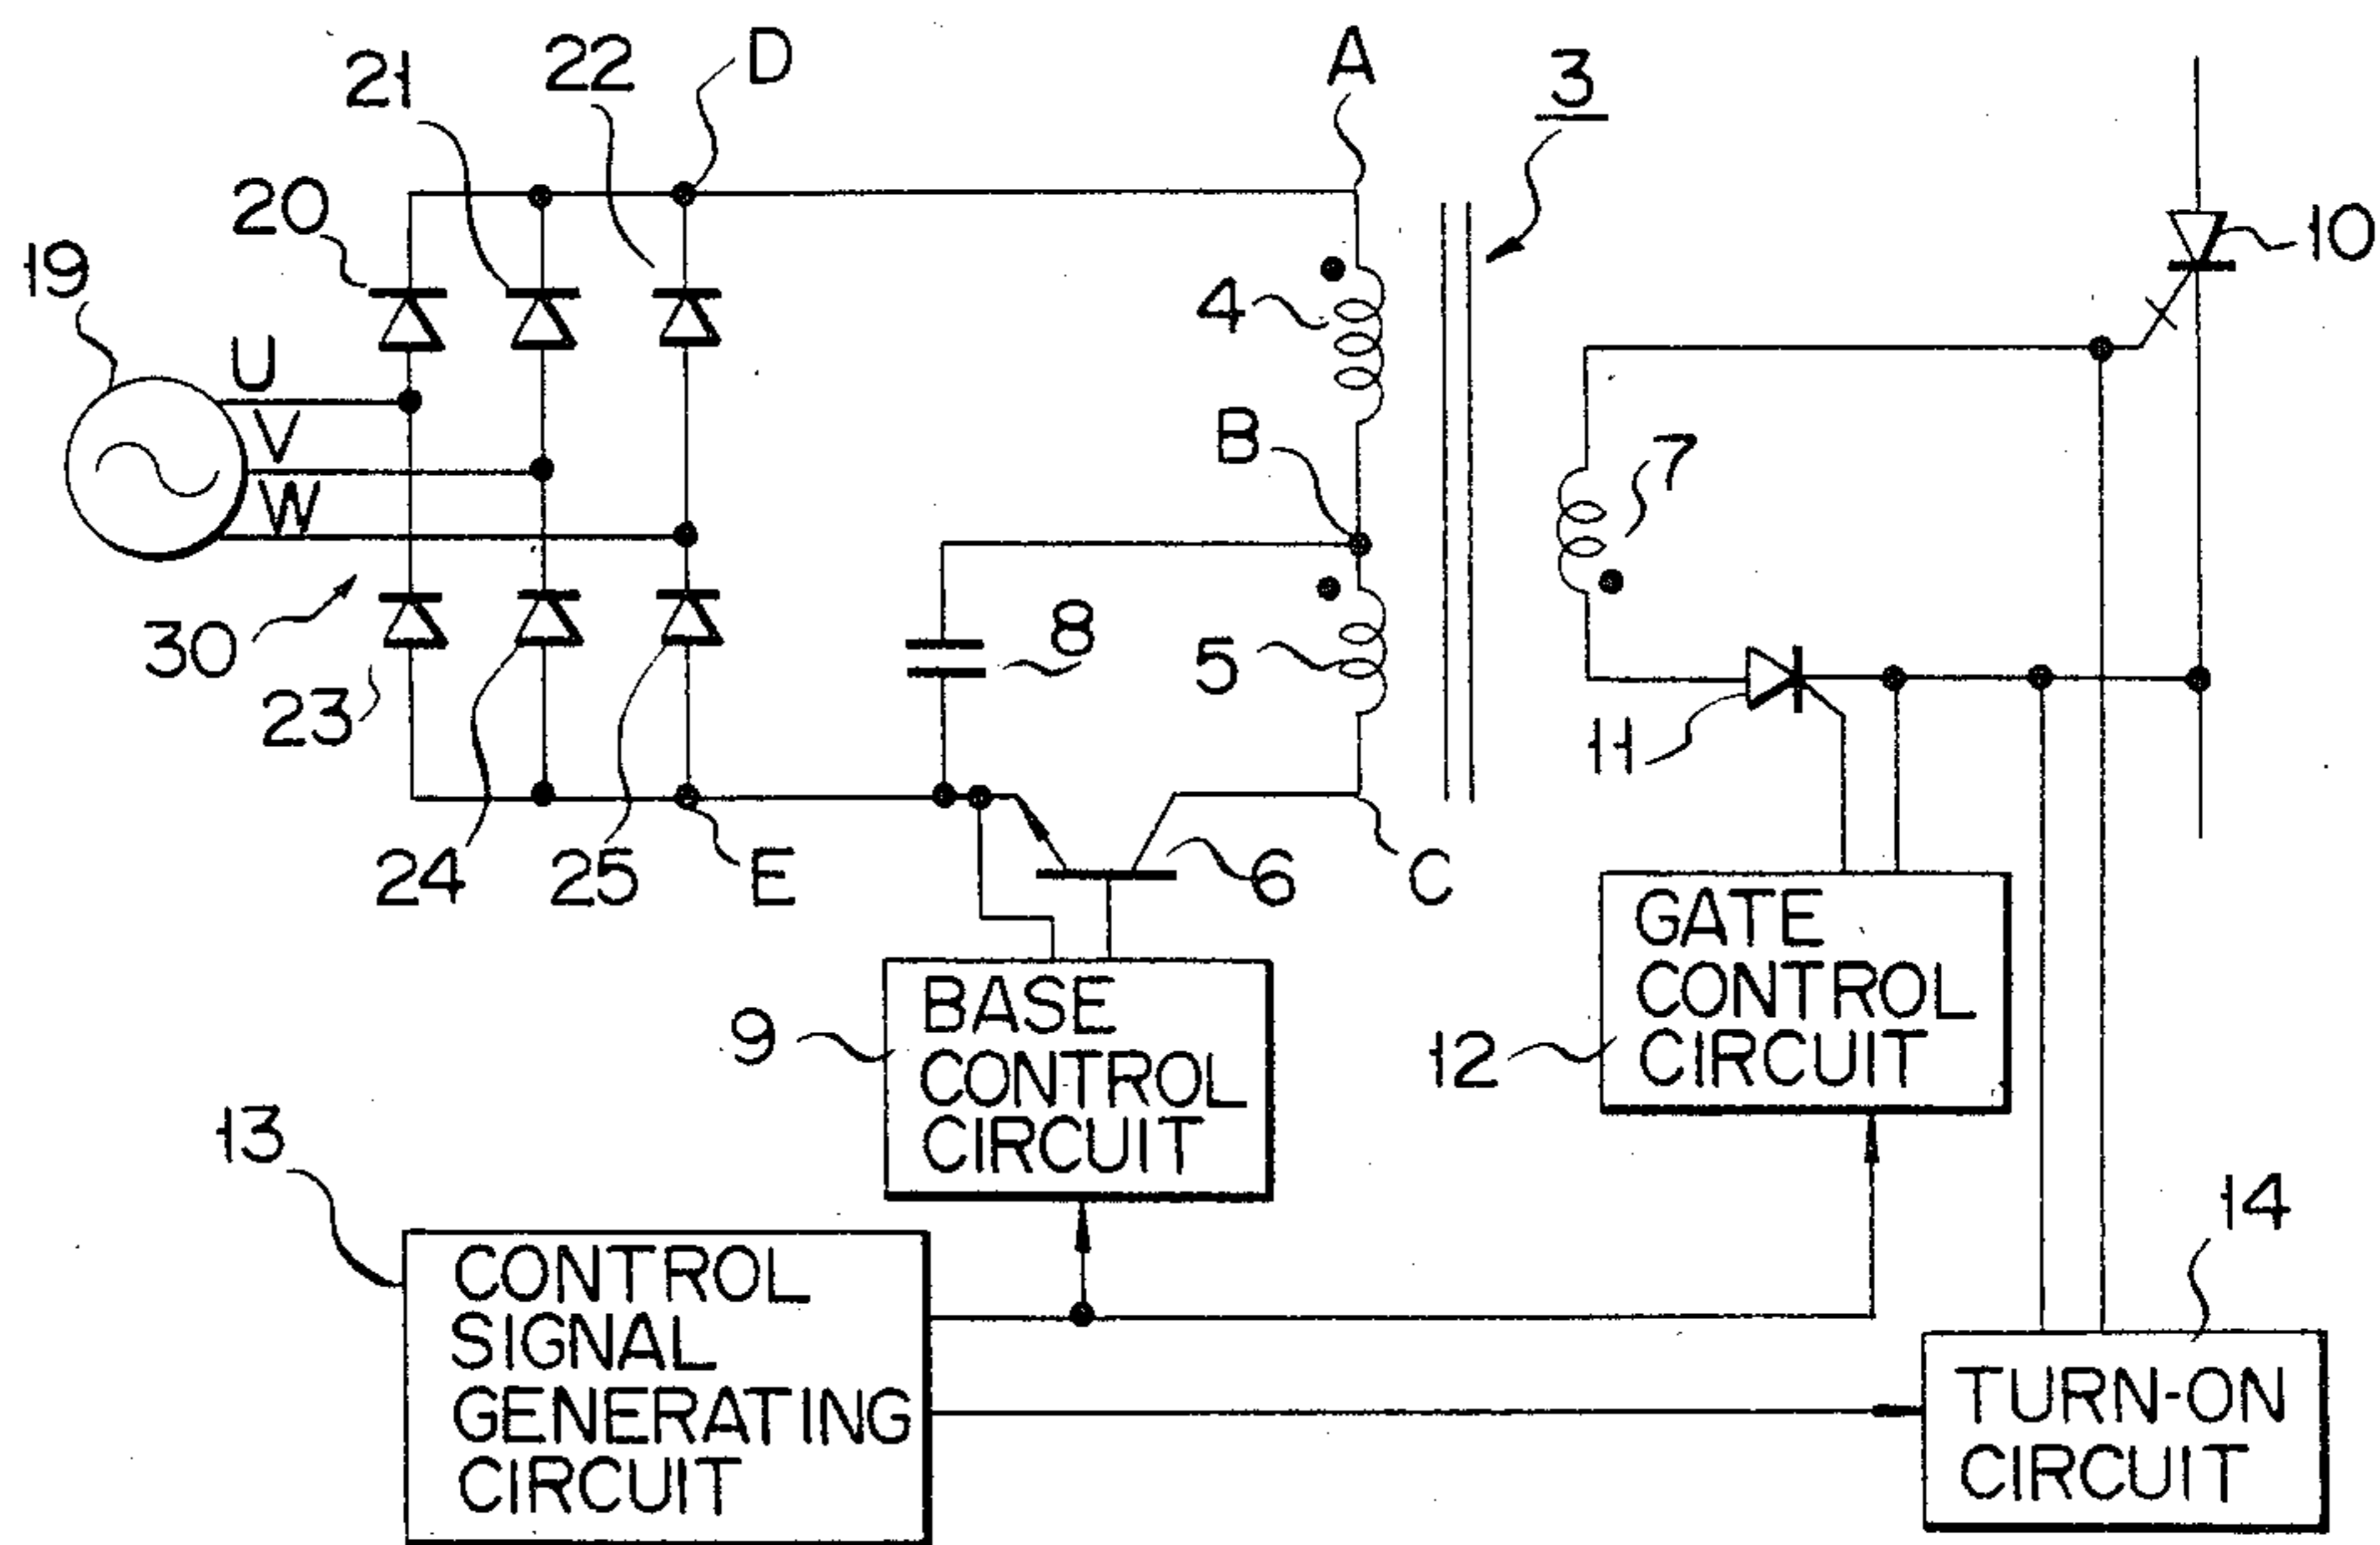 21
22
D
A
3
20
10
19
U
4
V
B
7
W
30
8
5
23
11
24
25
E
6
C
GATE
CONTROL
CIRCUIT
12
BASE
CONTROL
CIRCUIT
9
13
14
CONTROL
SIGNAL
GENERATING
CIRCUIT
TURN-ON
CIRCUIT